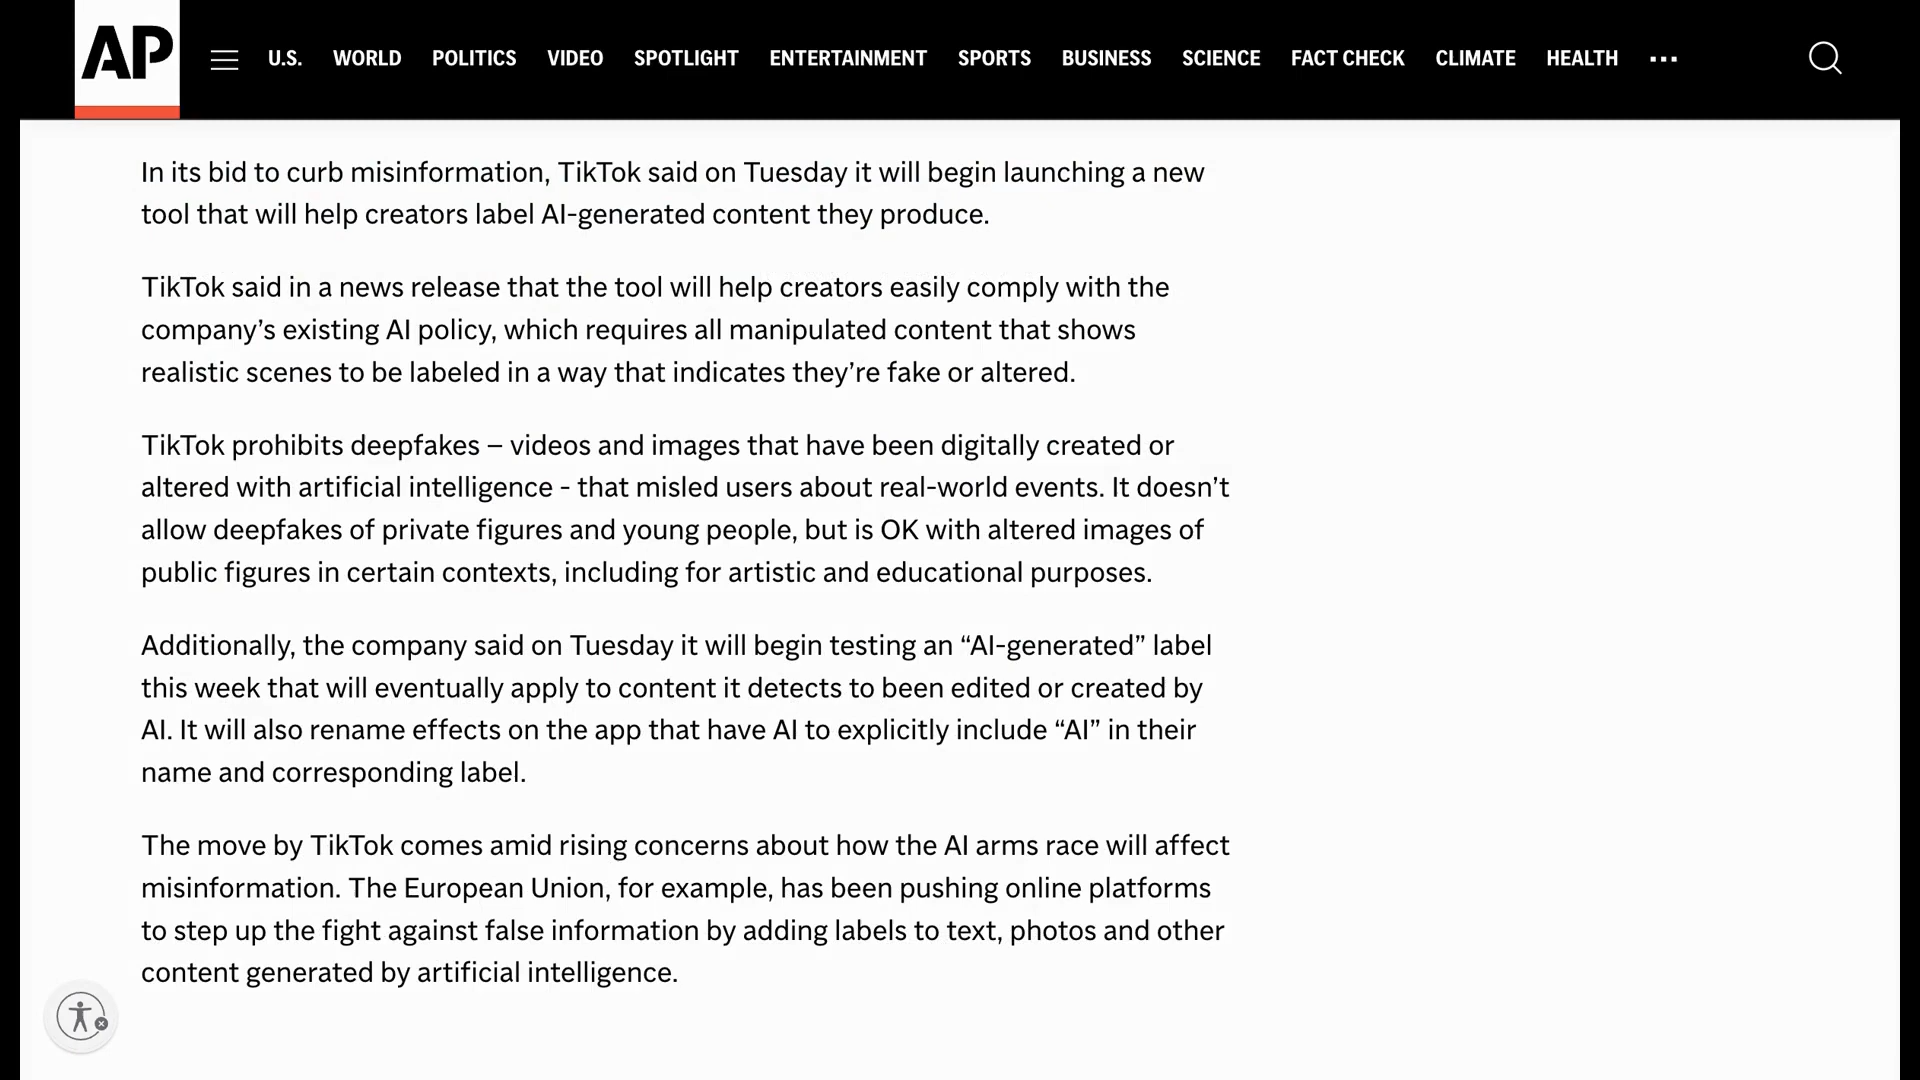 AP
U.S. WORLD POLITICS VIDEO SPOTLIGHT ENTERTAINMENT SPORTS BUSINESS SCIENCE FACT CHECK CLIMATE HEALTH ...
In its bid to curb misinformation, TikTok said on Tuesday it will begin launching a new
tool that will help creators label AI-generated content they produce.
TikTok said in a news release that the tool will help creators easily comply with the
company’s existing AI policy, which requires all manipulated content that shows
realistic scenes to be labeled in a way that indicates they’re fake or altered.
TikTok prohibits deepfakes – videos and images that have been digitally created or
altered with artificial intelligence - that misled users about real-world events. It doesn’t
allow deepfakes of private figures and young people, but is OK with altered images of
public figures in certain contexts, including for artistic and educational purposes.
Additionally, the company said on Tuesday it will begin testing an “AI-generated” label
this week that will eventually apply to content it detects to been edited or created by
AI. It will also rename effects on the app that have AI to explicitly include “AI” in their
name and corresponding label.
The move by TikTok comes amid rising concerns about how the AI arms race will affect
misinformation. The European Union, for example, has been pushing online platforms
to step up the fight against false information by adding labels to text, photos and other
content generated by artificial intelligence.